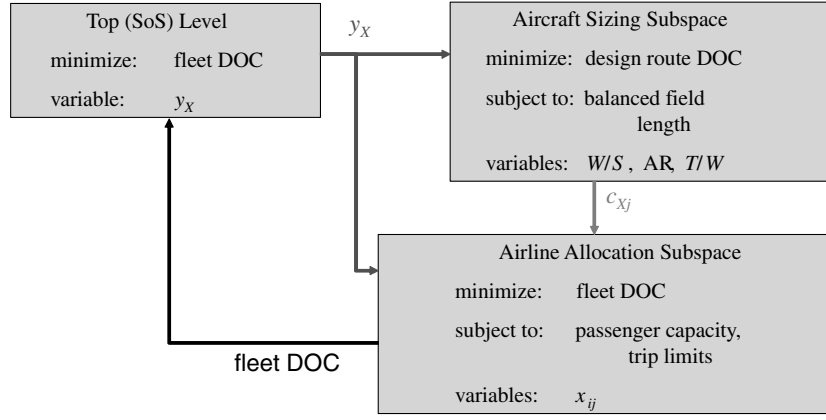 Top (SoS) Level
minimize: fleet DOC
variable: y_X
y_X
Aircraft Sizing Subspace
minimize: design route DOC
subject to: balanced field
length
variables: W/S , AR, T/W
c_Xj
Airline Allocation Subspace
minimize: fleet DOC
subject to: passenger capacity,
trip limits
variables: x_ij
fleet DOC